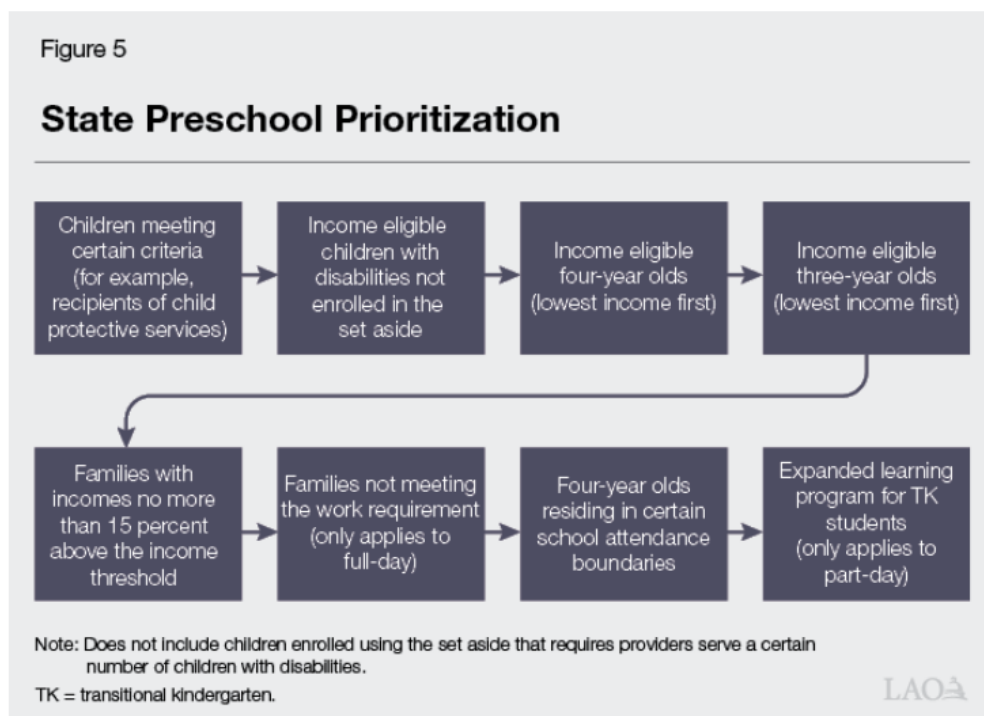 Figure 5
State Preschool Prioritization
Children meeting
certain criteria
(for example,
recipients of child
protective services)
Income eligible
children with
disabilities not
enrolled in the
set aside
Income eligible
four-year olds
(lowest income first)
Income eligible
three-year olds
(lowest income first)
Families with
incomes no more
than 15 percent
above the income
threshold
Families not meeting
the work requirement
(only applies to
full-day)
Four-year olds
residing in certain
school attendance
boundaries
Expanded learning
program for TK
students
(only applies to
part-day)
Note: Does not include children enrolled using the set aside that requires providers serve a certain
number of children with disabilities.
TK = transitional kindergarten.
LAO